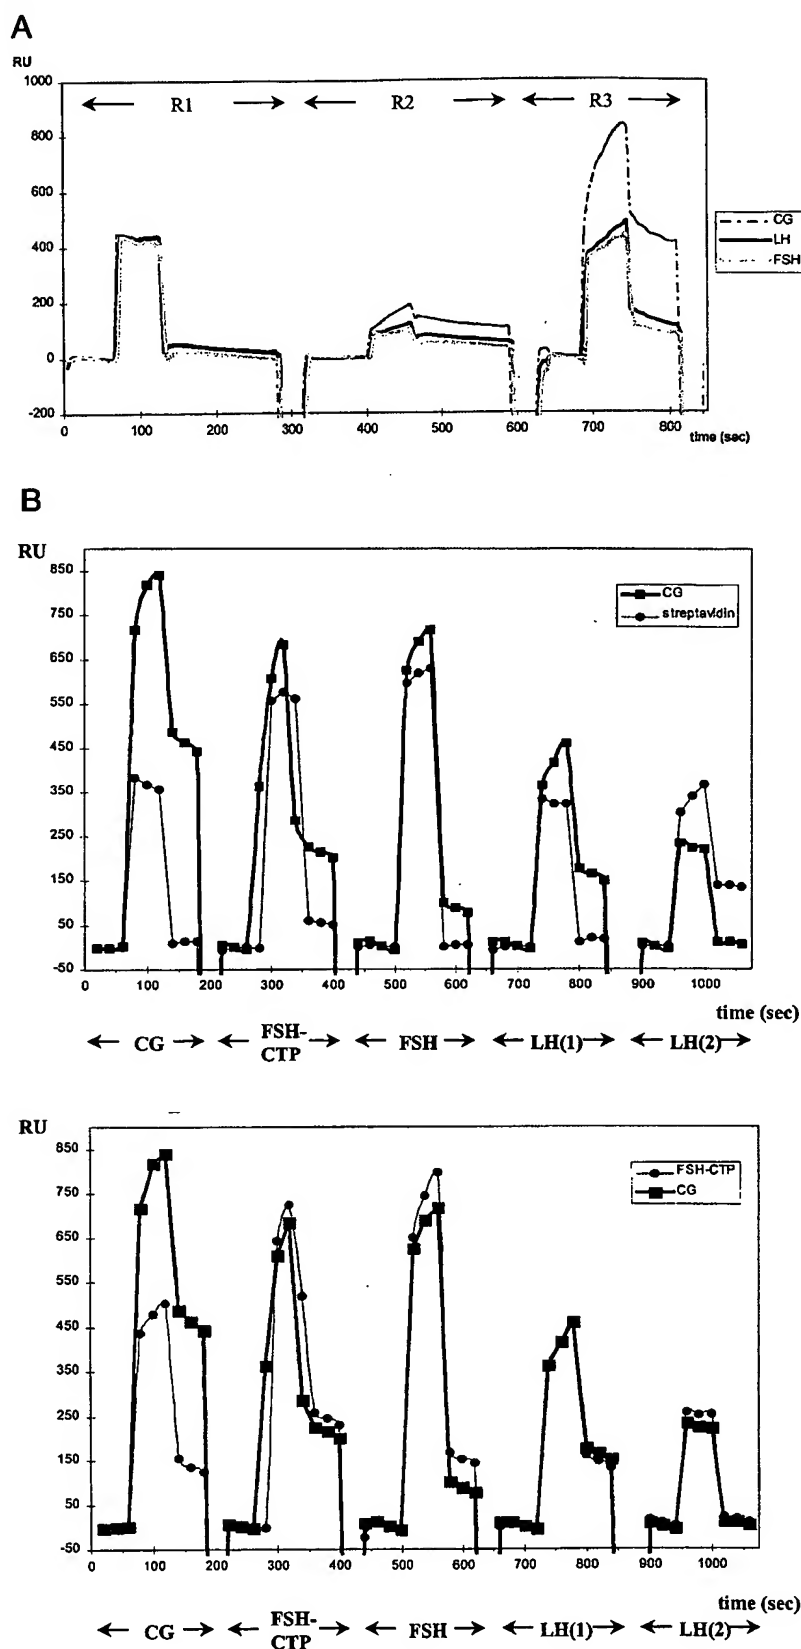 A
RU
1000
800
600
400
200
0
-200
R1
R2
R3
CG
LH
FSH
0
100
200
300
400
500
600
700
800
time (sec)
B
RU
850
750
650
550
450
350
250
150
50
-50
CG
streptavidin
0
100
200
300
400
500
600
700
800
900
1000
time (sec)
CG
FSH-
CTP
FSH
LH(1)
LH(2)
RU
850
750
650
550
450
350
250
150
50
-50
FSH-CTP
CG
0
100
200
300
400
500
600
700
800
900
1000
time (sec)
CG
FSH-
CTP
FSH
LH(1)
LH(2)